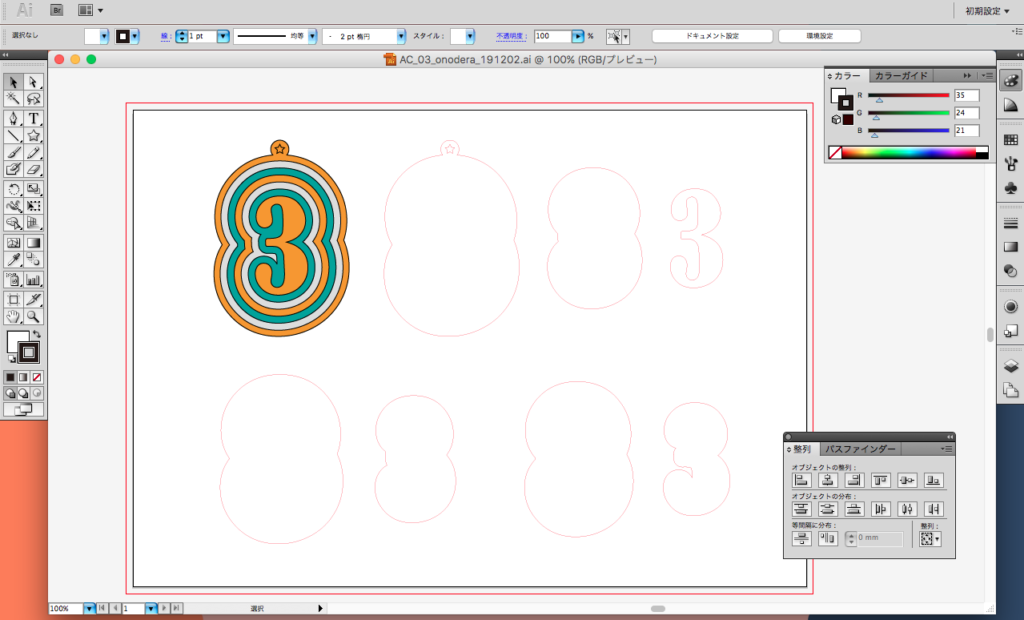 Ai Br 初期設定
選択なし 線 : 1 pt 均等 2 pt 楕円 スタイル : 不透明度 : 100 % ドキュメント設定 環境設定
AC_03_onodera_191202.ai @ 100% (RGB/プレビュー)
カラー カラーガイド
R 35
G 24
B 21
3
3
整列 パスファインダー
オブジェクトの整列 :
オブジェクトの分布 :
等間隔に分布 : 整列 :
0 mm
3
100% 1 選択